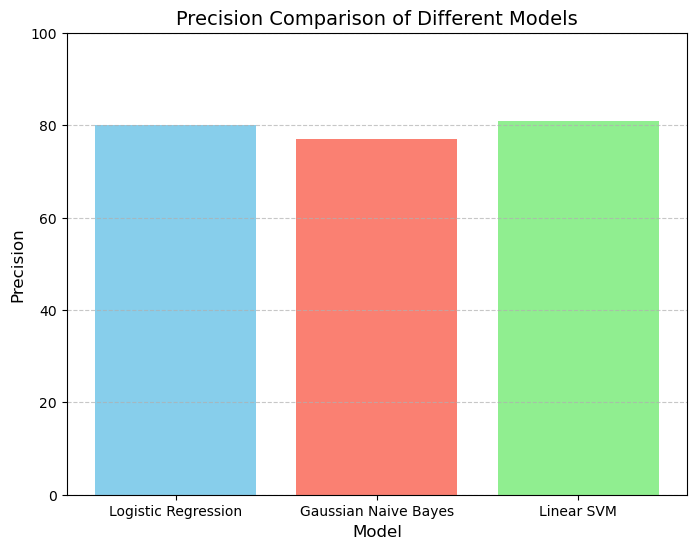 Precision Comparison of Different Models
100
80
60
40
20
0
Precision
Logistic Regression
Gaussian Naive Bayes
Linear SVM
Model